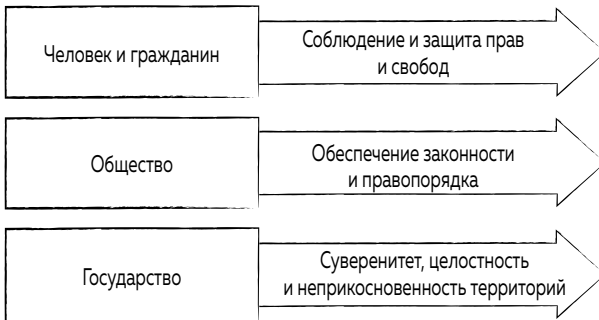 Человек и гражданин
Соблюдение и защита прав
и свобод
Общество
Обеспечение законности
и правопорядка
Государство
Суверенитет, целостность
и неприкосновенность территорий